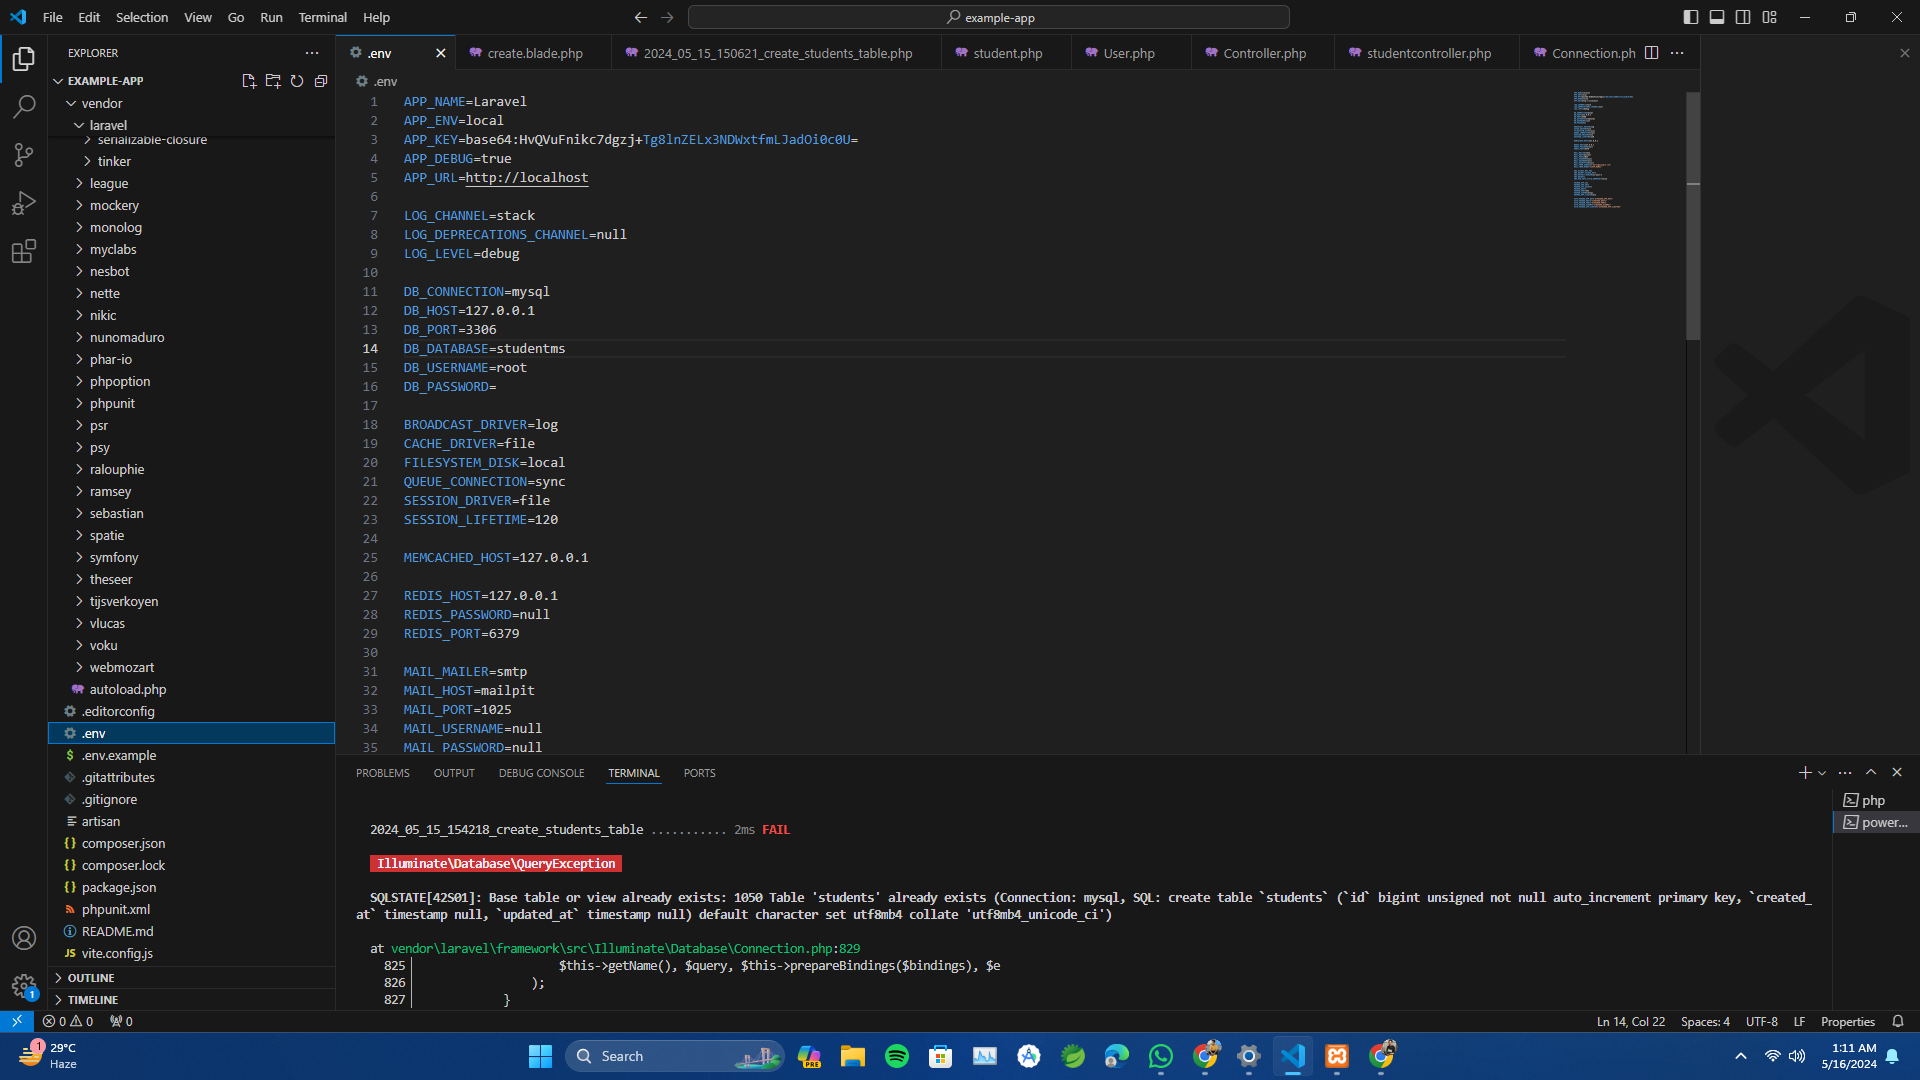 File Edit Selection View Go Run Terminal Help
example-app
EXPLORER
EXAMPLE-APP
vendor
laravel
serializable-closure
tinker
league
mockery
monolog
myclabs
nesbot
nette
nikic
nunomaduro
phar-io
phpoption
phpunit
psr
psy
ralouphie
ramsey
sebastian
spatie
symfony
theseer
tijsverkoyen
vlucas
voku
webmozart
autoload.php
.editorconfig
.env
.env.example
.gitattributes
.gitignore
artisan
composer.json
composer.lock
package.json
phpunit.xml
README.md
JS vite.config.js
OUTLINE
TIMELINE
.env create.blade.php 2024_05_15_150621_create_students_table.php student.php User.php Controller.php studentcontroller.php Connection.ph
.env
1 APP_NAME=Laravel
2 APP_ENV=local
3 APP_KEY=base64:HvQVuFnikc7dgzj+Tg8lnZELx3NDWxtfmLJadOi0c0U=
4 APP_DEBUG=true
5 APP_URL=http://localhost
6
7 LOG_CHANNEL=stack
8 LOG_DEPRECATIONS_CHANNEL=null
9 LOG_LEVEL=debug
10
11 DB_CONNECTION=mysql
12 DB_HOST=127.0.0.1
13 DB_PORT=3306
14 DB_DATABASE=studentms
15 DB_USERNAME=root
16 DB_PASSWORD=
17
18 BROADCAST_DRIVER=log
19 CACHE_DRIVER=file
20 FILESYSTEM_DISK=local
21 QUEUE_CONNECTION=sync
22 SESSION_DRIVER=file
23 SESSION_LIFETIME=120
24
25 MEMCACHED_HOST=127.0.0.1
26
27 REDIS_HOST=127.0.0.1
28 REDIS_PASSWORD=null
29 REDIS_PORT=6379
30
31 MAIL_MAILER=smtp
32 MAIL_HOST=mailpit
33 MAIL_PORT=1025
34 MAIL_USERNAME=null
35 MAIL_PASSWORD=null
PROBLEMS OUTPUT DEBUG CONSOLE TERMINAL PORTS
php
power...
2024_05_15_154218_create_students_table ........... 2ms FAIL
Illuminate\Database\QueryException
SQLSTATE[42S01]: Base table or view already exists: 1050 Table 'students' already exists (Connection: mysql, SQL: create table `students` (`id` bigint unsigned not null auto_increment primary key, `created_
at` timestamp null, `updated_at` timestamp null) default character set utf8mb4 collate 'utf8mb4_unicode_ci')
at vendor\laravel\framework\src\Illuminate\Database\Connection.php:829
825 $this->getName(), $query, $this->prepareBindings($bindings), $e
826 );
827 }
0 0 0
Ln 14, Col 22 Spaces: 4 UTF-8 LF Properties
1
1
29°C
Haze
Search
PRE
1:11 AM
5/16/2024